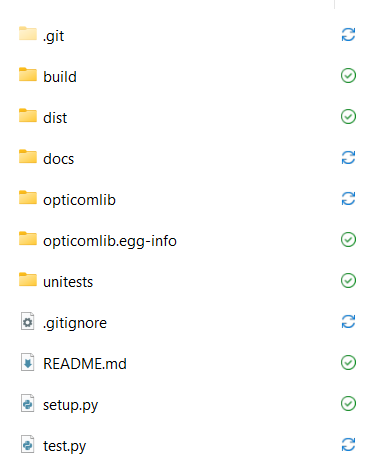 .git
build
dist
docs
opticomlib
opticomlib.egg-info
unitests
.gitignore
README.md
setup.py
test.py